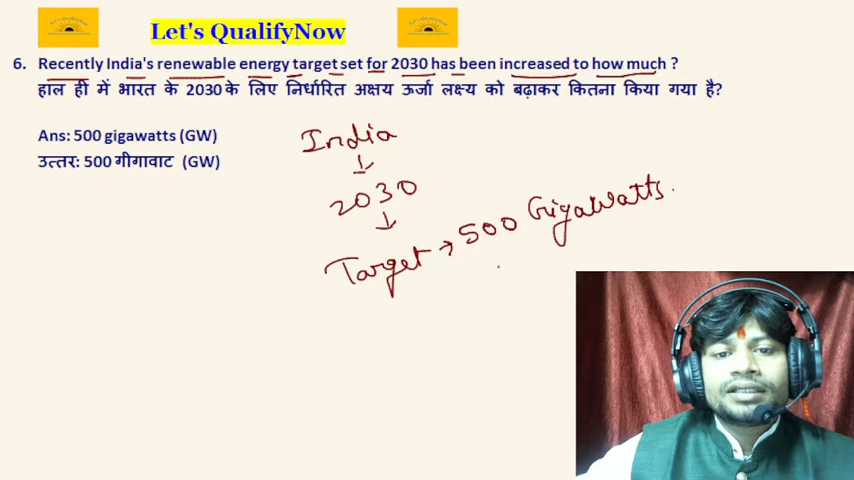 Let's QualifyNow
6. Recently India's renewable energy target set for 2030 has been increased to how much ?
हाल ही में भारत के 2030 के लिए निर्धारित अक्षय ऊर्जा लक्ष्य को बढ़ाकर कितना किया गया है?
Ans: 500 gigawatts (GW)
उत्तर: 500 गीगावाट (GW)
India
↓
2030
↓
Target → 500 GigaWatts.